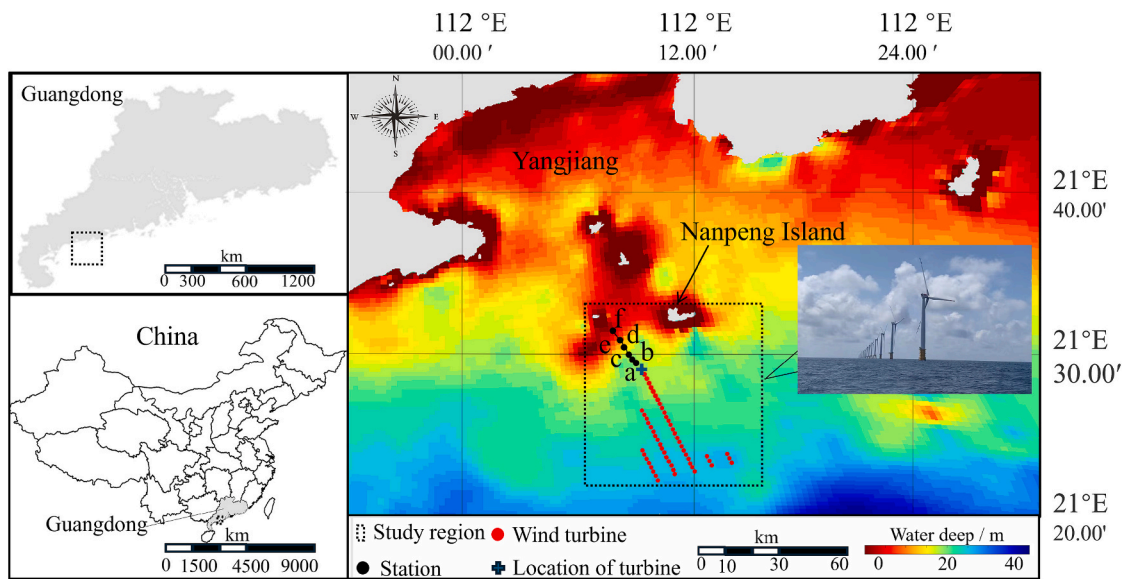 112 °E
00.00 ′
112 °E
12.00 ′
112 °E
24.00 ′
Guangdong
km
0 300 600 1200
China
Guangdong
km
0 1500 4500 9000
N
W E
S
Yangjiang
Nanpeng Island
f
d
e
b
c
a
21°E
40.00'
21°E
30.00'
21°E
20.00'
Study region
Wind turbine
Station
Location of turbine
km
0 10 30 60
Water deep / m
0 20 40